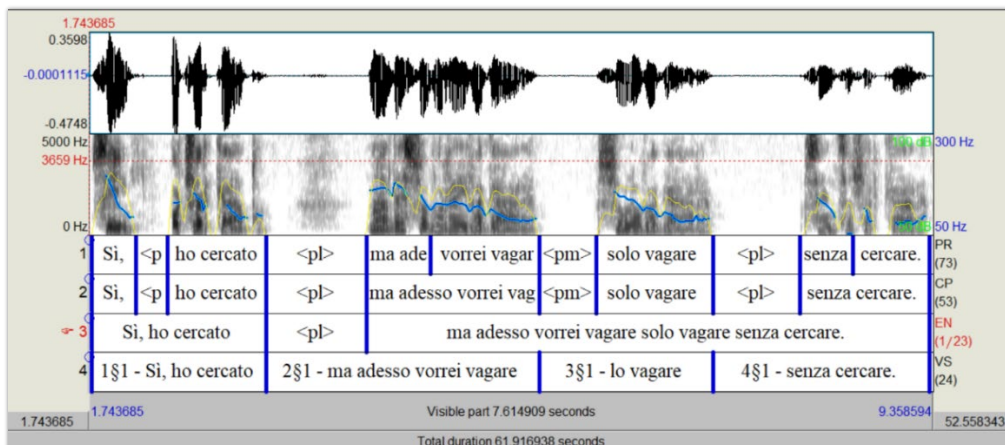 1.743685
0.3598
-0.0001115
-0.4748
5000 Hz
3659 Hz
0 Hz
300 Hz
50 Hz
1 Sì, <p ho cercato <pl> ma ade vorrei vagar <pm> solo vagare <pl> senza cercare. PR (73)
2 Sì, <p ho cercato <pl> ma adesso vorrei vag <pm> solo vagare <pl> senza cercare. CP (53)
☞ 3 Sì, ho cercato <pl> ma adesso vorrei vagare solo vagare senza cercare. EN (1/23)
4 1§1 - Sì, ho cercato 2§1 - ma adesso vorrei vagare 3§1 - lo vagare 4§1 - senza cercare. VS (24)
1.743685 Visible part 7.614909 seconds 9.358594
1.743685 52.558343
Total duration 61.916938 seconds